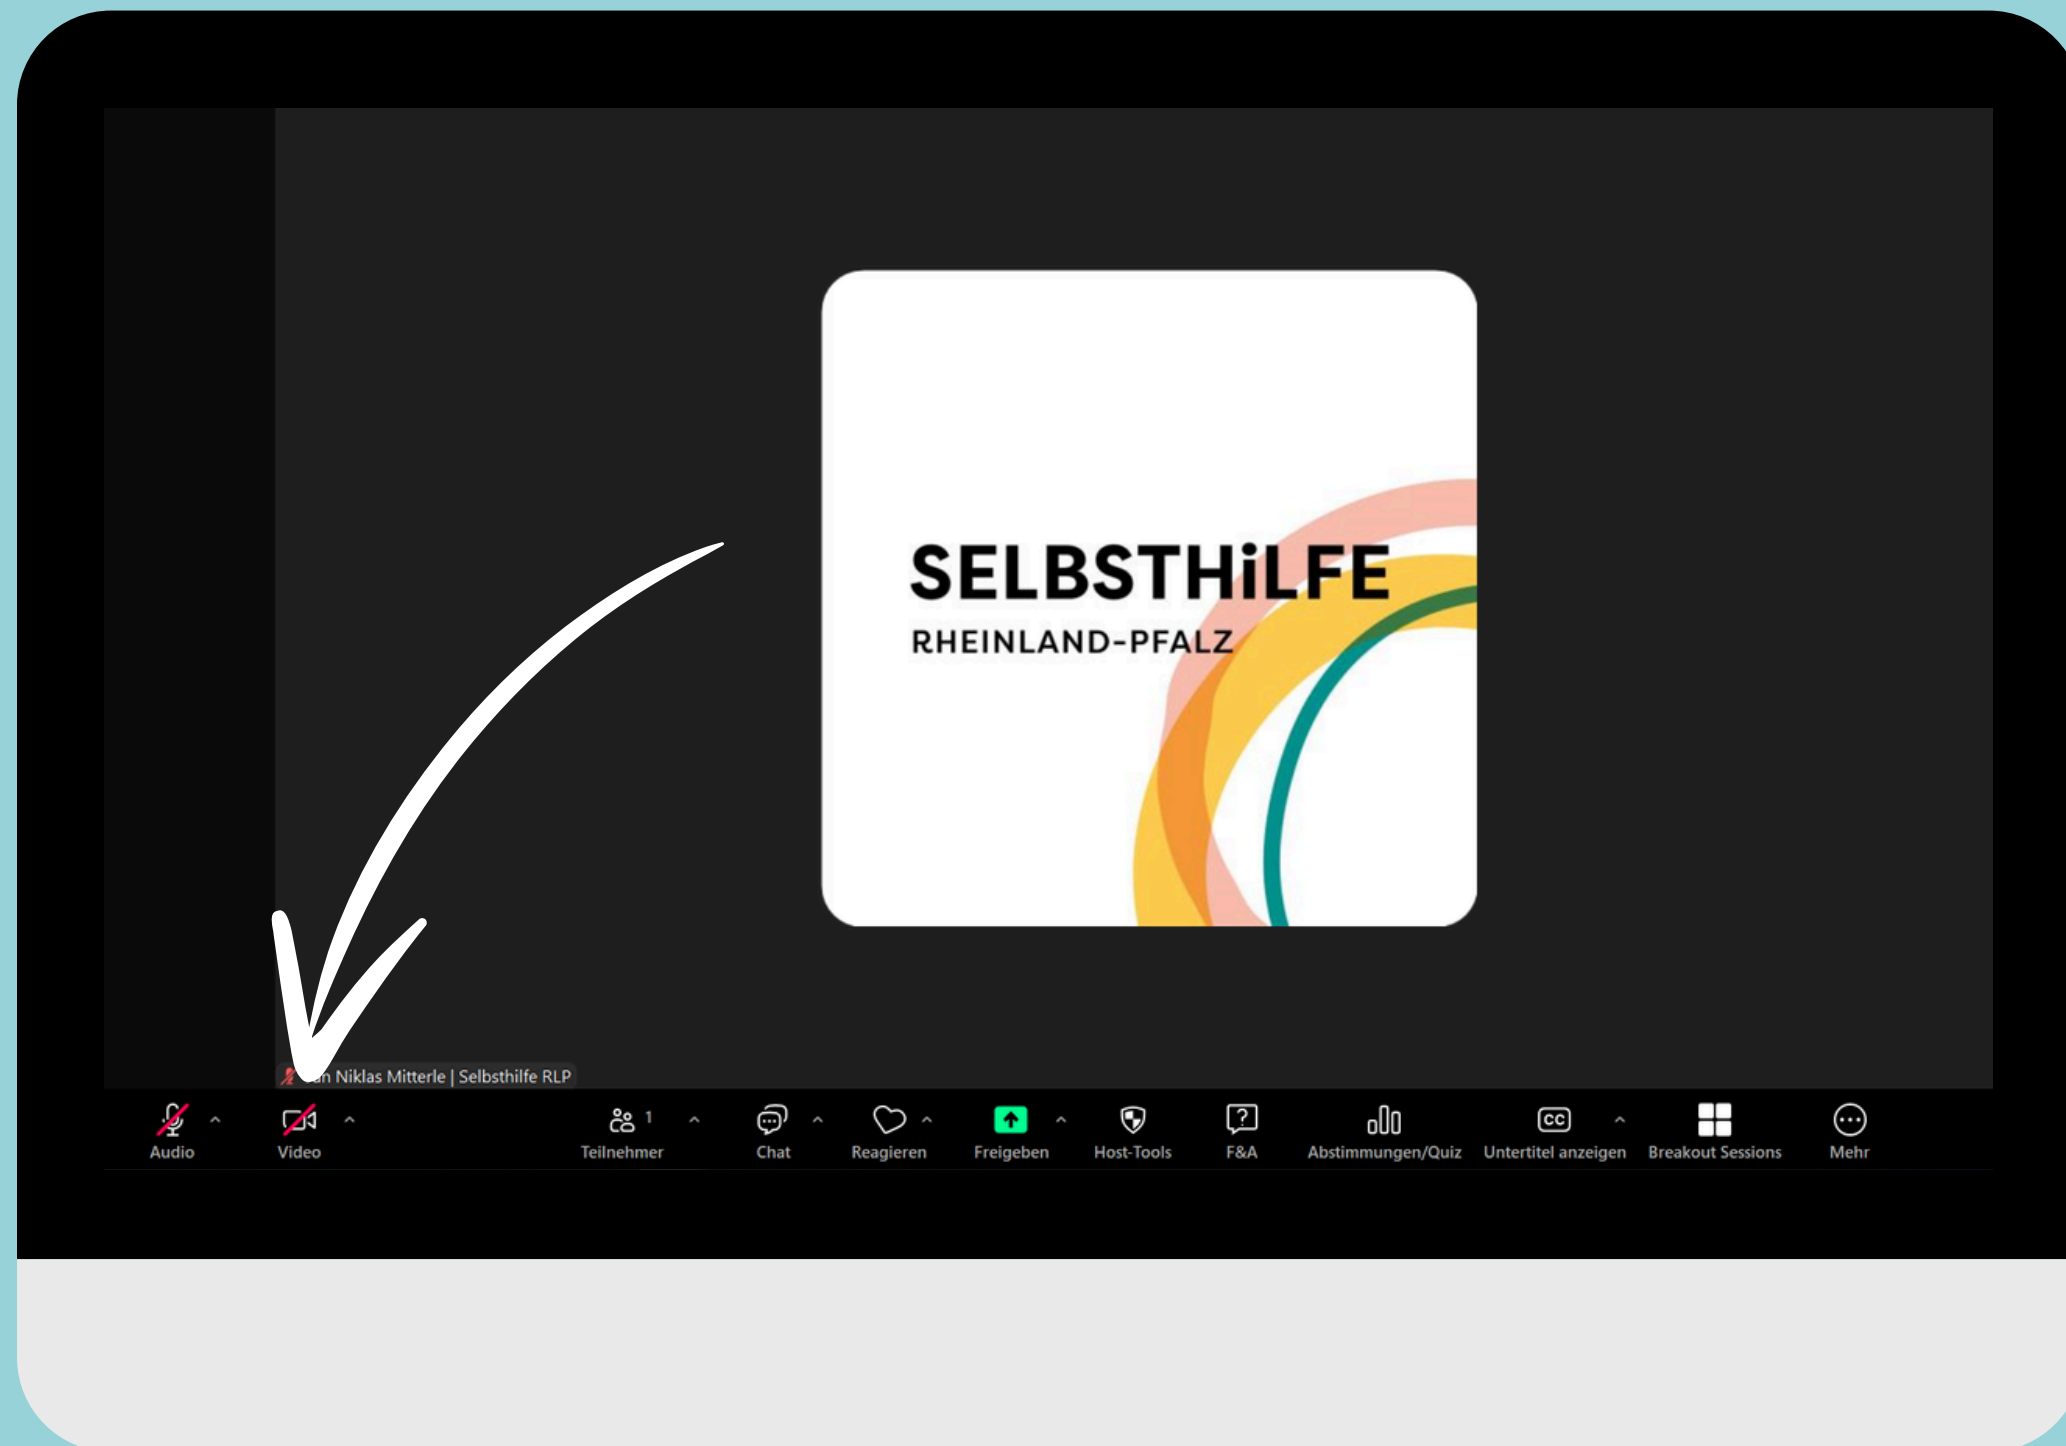 SELBSTHiLFE
RHEINLAND-PFALZ
Niklas Mitterle | Selbsthilfe RLP
1
CC
Audio Video Teilnehmer Chat Reagieren Freigeben Host-Tools F&A Abstimmungen/Quiz Untertitel anzeigen Breakout Sessions Mehr